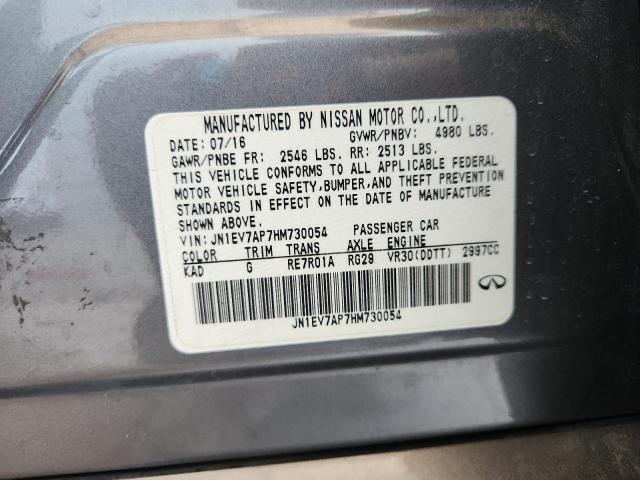 MANUFACTURED BY NISSAN MOTOR CO.,LTD.
DATE: 07/16 GVWR/PNBV: 4980 LBS.
GAWR/PNBE FR: 2546 LBS. RR: 2513 LBS.
THIS VEHICLE CONFORMS TO ALL APPLICABLE FEDERAL
MOTOR VEHICLE SAFETY,BUMPER,AND THEFT PREVENTION
STANDARDS IN EFFECT ON THE DATE OF MANUFACTURE
SHOWN ABOVE.
VIN: JN1EV7AP7HM730054 PASSENGER CAR
COLOR TRIM TRANS AXLE ENGINE
KAD G RE7R01A RG29 VR30(DDTT) 2997CC
JN1EV7AP7HM730054